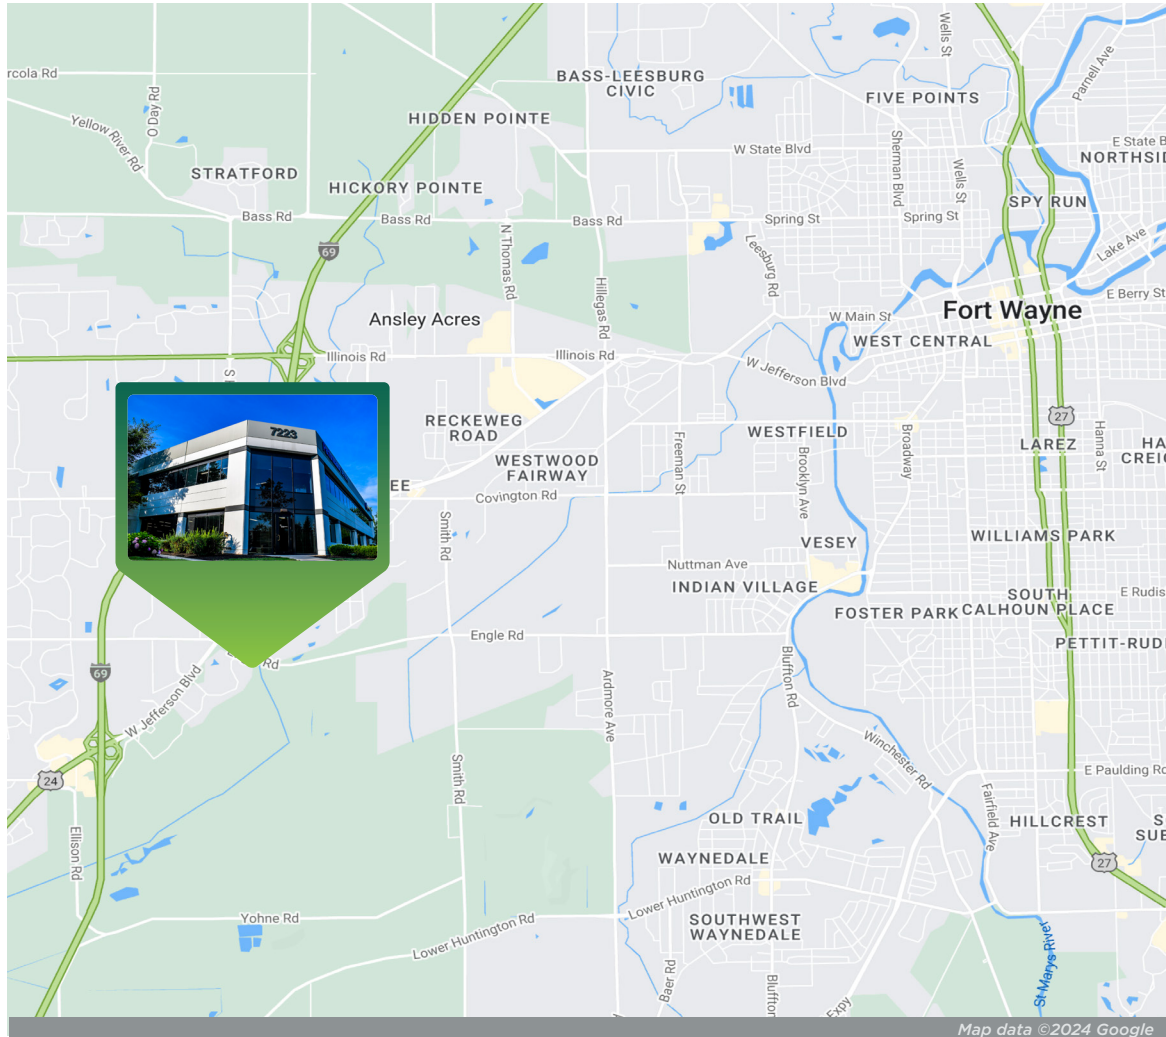 Wells St
BASS-LEESBURG
CIVIC
Parnell Ave
rcola Rd
O Day Rd
FIVE POINTS
HIDDEN POINTE
Yellow River Rd
Sherman Blvd
E State B
W State Blvd
NORTHSID
Wells St
STRATFORD
HICKORY POINTE
SPY RUN
Bass Rd
Bass Rd
Bass Rd
Spring St
Spring St
N Thomas Rd
Leesburg Rd
Lake Ave
69
Hillegas Rd
E Berry St
Ansley Acres
W Main St
Fort Wayne
WEST CENTRAL
Illinois Rd
Illinois Rd
W Jefferson Blvd
S
7223
RECKEWEG
ROAD
27
WESTFIELD
Broadway
Hanna St
LAREZ
HA
CREIG
Freeman St
Brooklyn Ave
WESTWOOD
FAIRWAY
EE
Covington Rd
Smith Rd
WILLIAMS PARK
VESEY
Nuttman Ave
INDIAN VILLAGE
SOUTH
CALHOUN PLACE
E Rudis
FOSTER PARK
Engle Rd
PETTIT-RUDI
Rd
Bluffton Rd
69
W Jefferson Blvd
Ardmore Ave
Winchester Rd
24
Smith Rd
E Paulding Rd
Fairfield Ave
OLD TRAIL
HILLCREST
S
SUB
Ellison Rd
WAYNEDALE
27
Lower Huntington Rd
Yohne Rd
Lower Huntington Rd
SOUTHWEST
WAYNEDALE
St Marys River
Baer Rd
Bluffton
Expy
Map data ©2024 Google